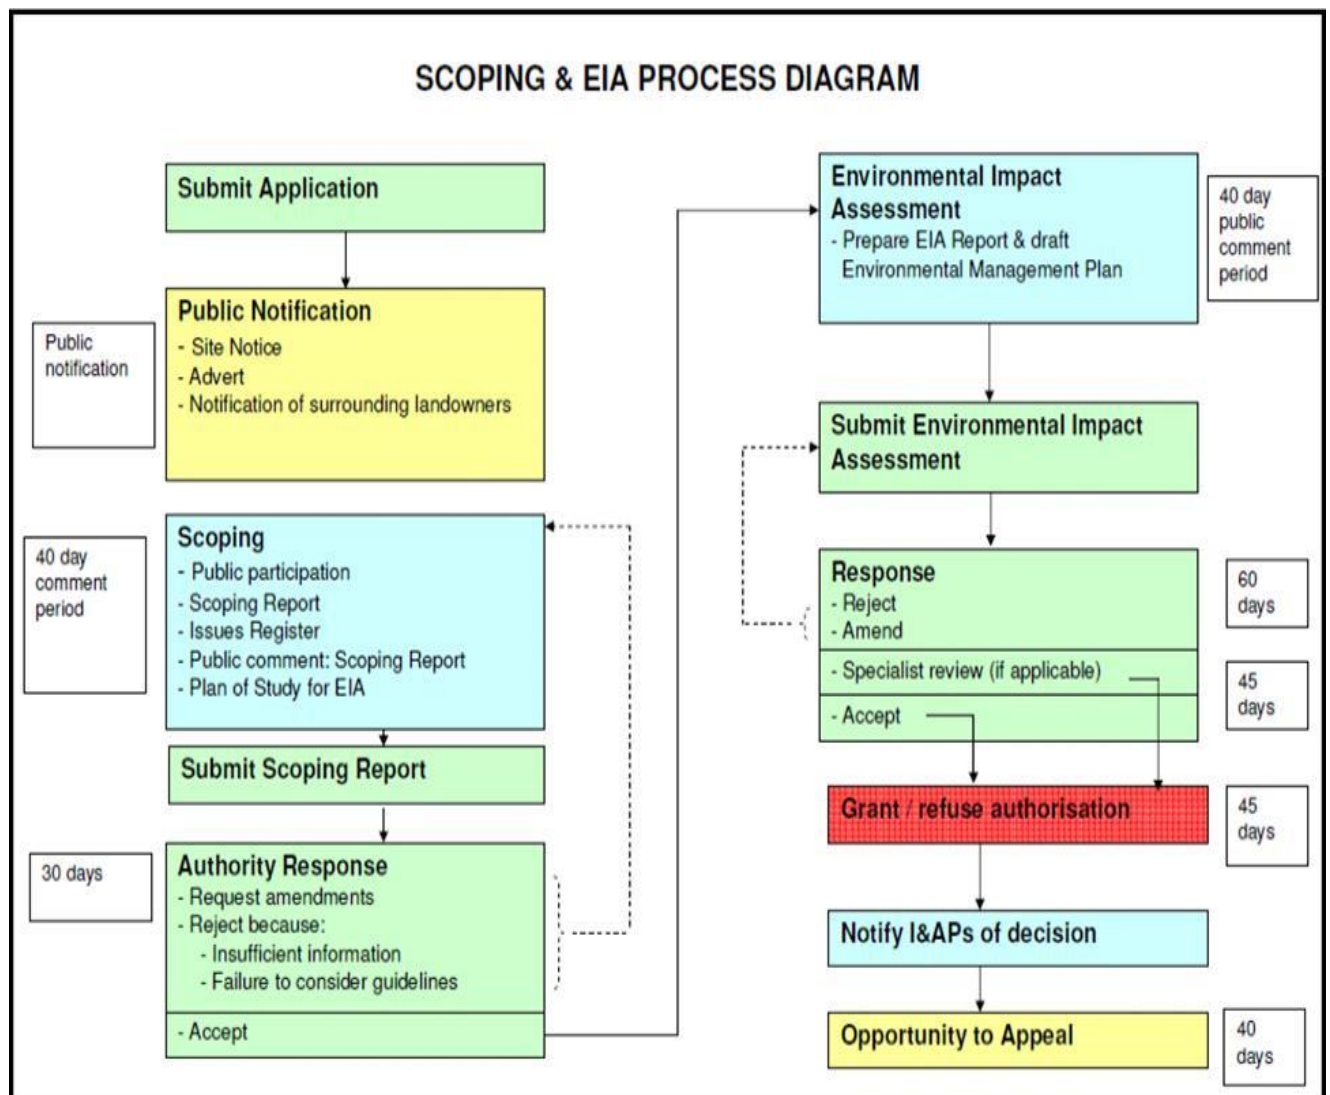 SCOPING & EIA PROCESS DIAGRAM
Submit Application
Public Notification
- Site Notice
- Advert
- Notification of surrounding landowners
Public
notification
Scoping
- Public participation
- Scoping Report
- Issues Register
- Public comment: Scoping Report
- Plan of Study for EIA
40 day
comment
period
Submit Scoping Report
Authority Response
- Request amendments
- Reject because:
- Insufficient information
- Failure to consider guidelines
- Accept
30 days
Environmental Impact
Assessment
- Prepare EIA Report & draft
Environmental Management Plan
40 day
public
comment
period
Submit Environmental Impact
Assessment
Response
- Reject
- Amend
60
days
- Specialist review (if applicable)
45
days
- Accept
Grant / refuse authorisation
45
days
Notify I&APs of decision
Opportunity to Appeal
40
days